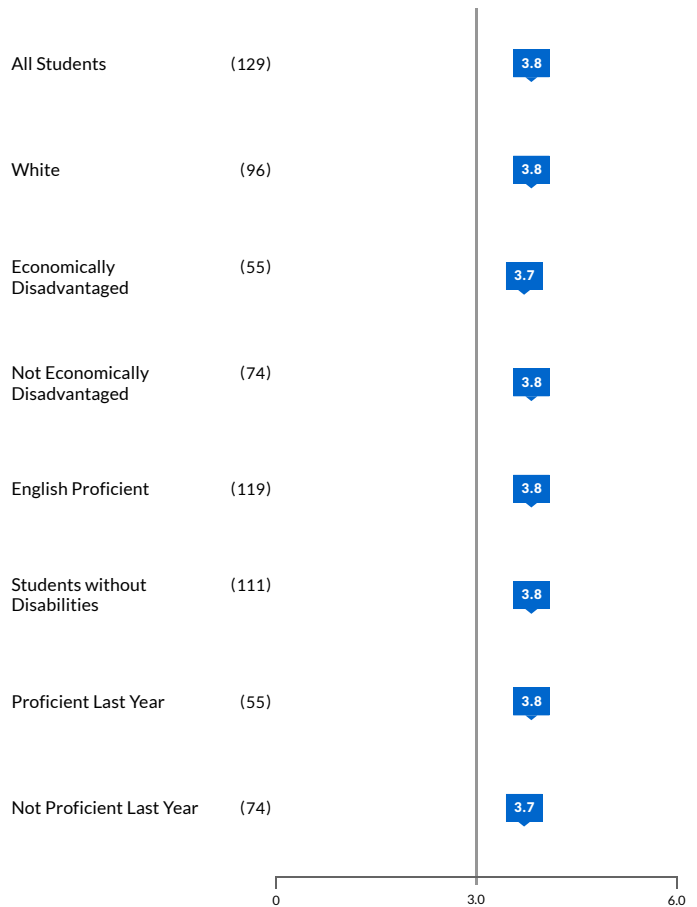 All Students (129) 3.8
White (96) 3.8
Economically (55)
Disadvantaged
3.7
Not Economically (74)
Disadvantaged
3.8
English Proficient (119) 3.8
Students without (111)
Disabilities
3.8
Proficient Last Year (55) 3.8
Not Proficient Last Year (74) 3.7
0 3.0 6.0